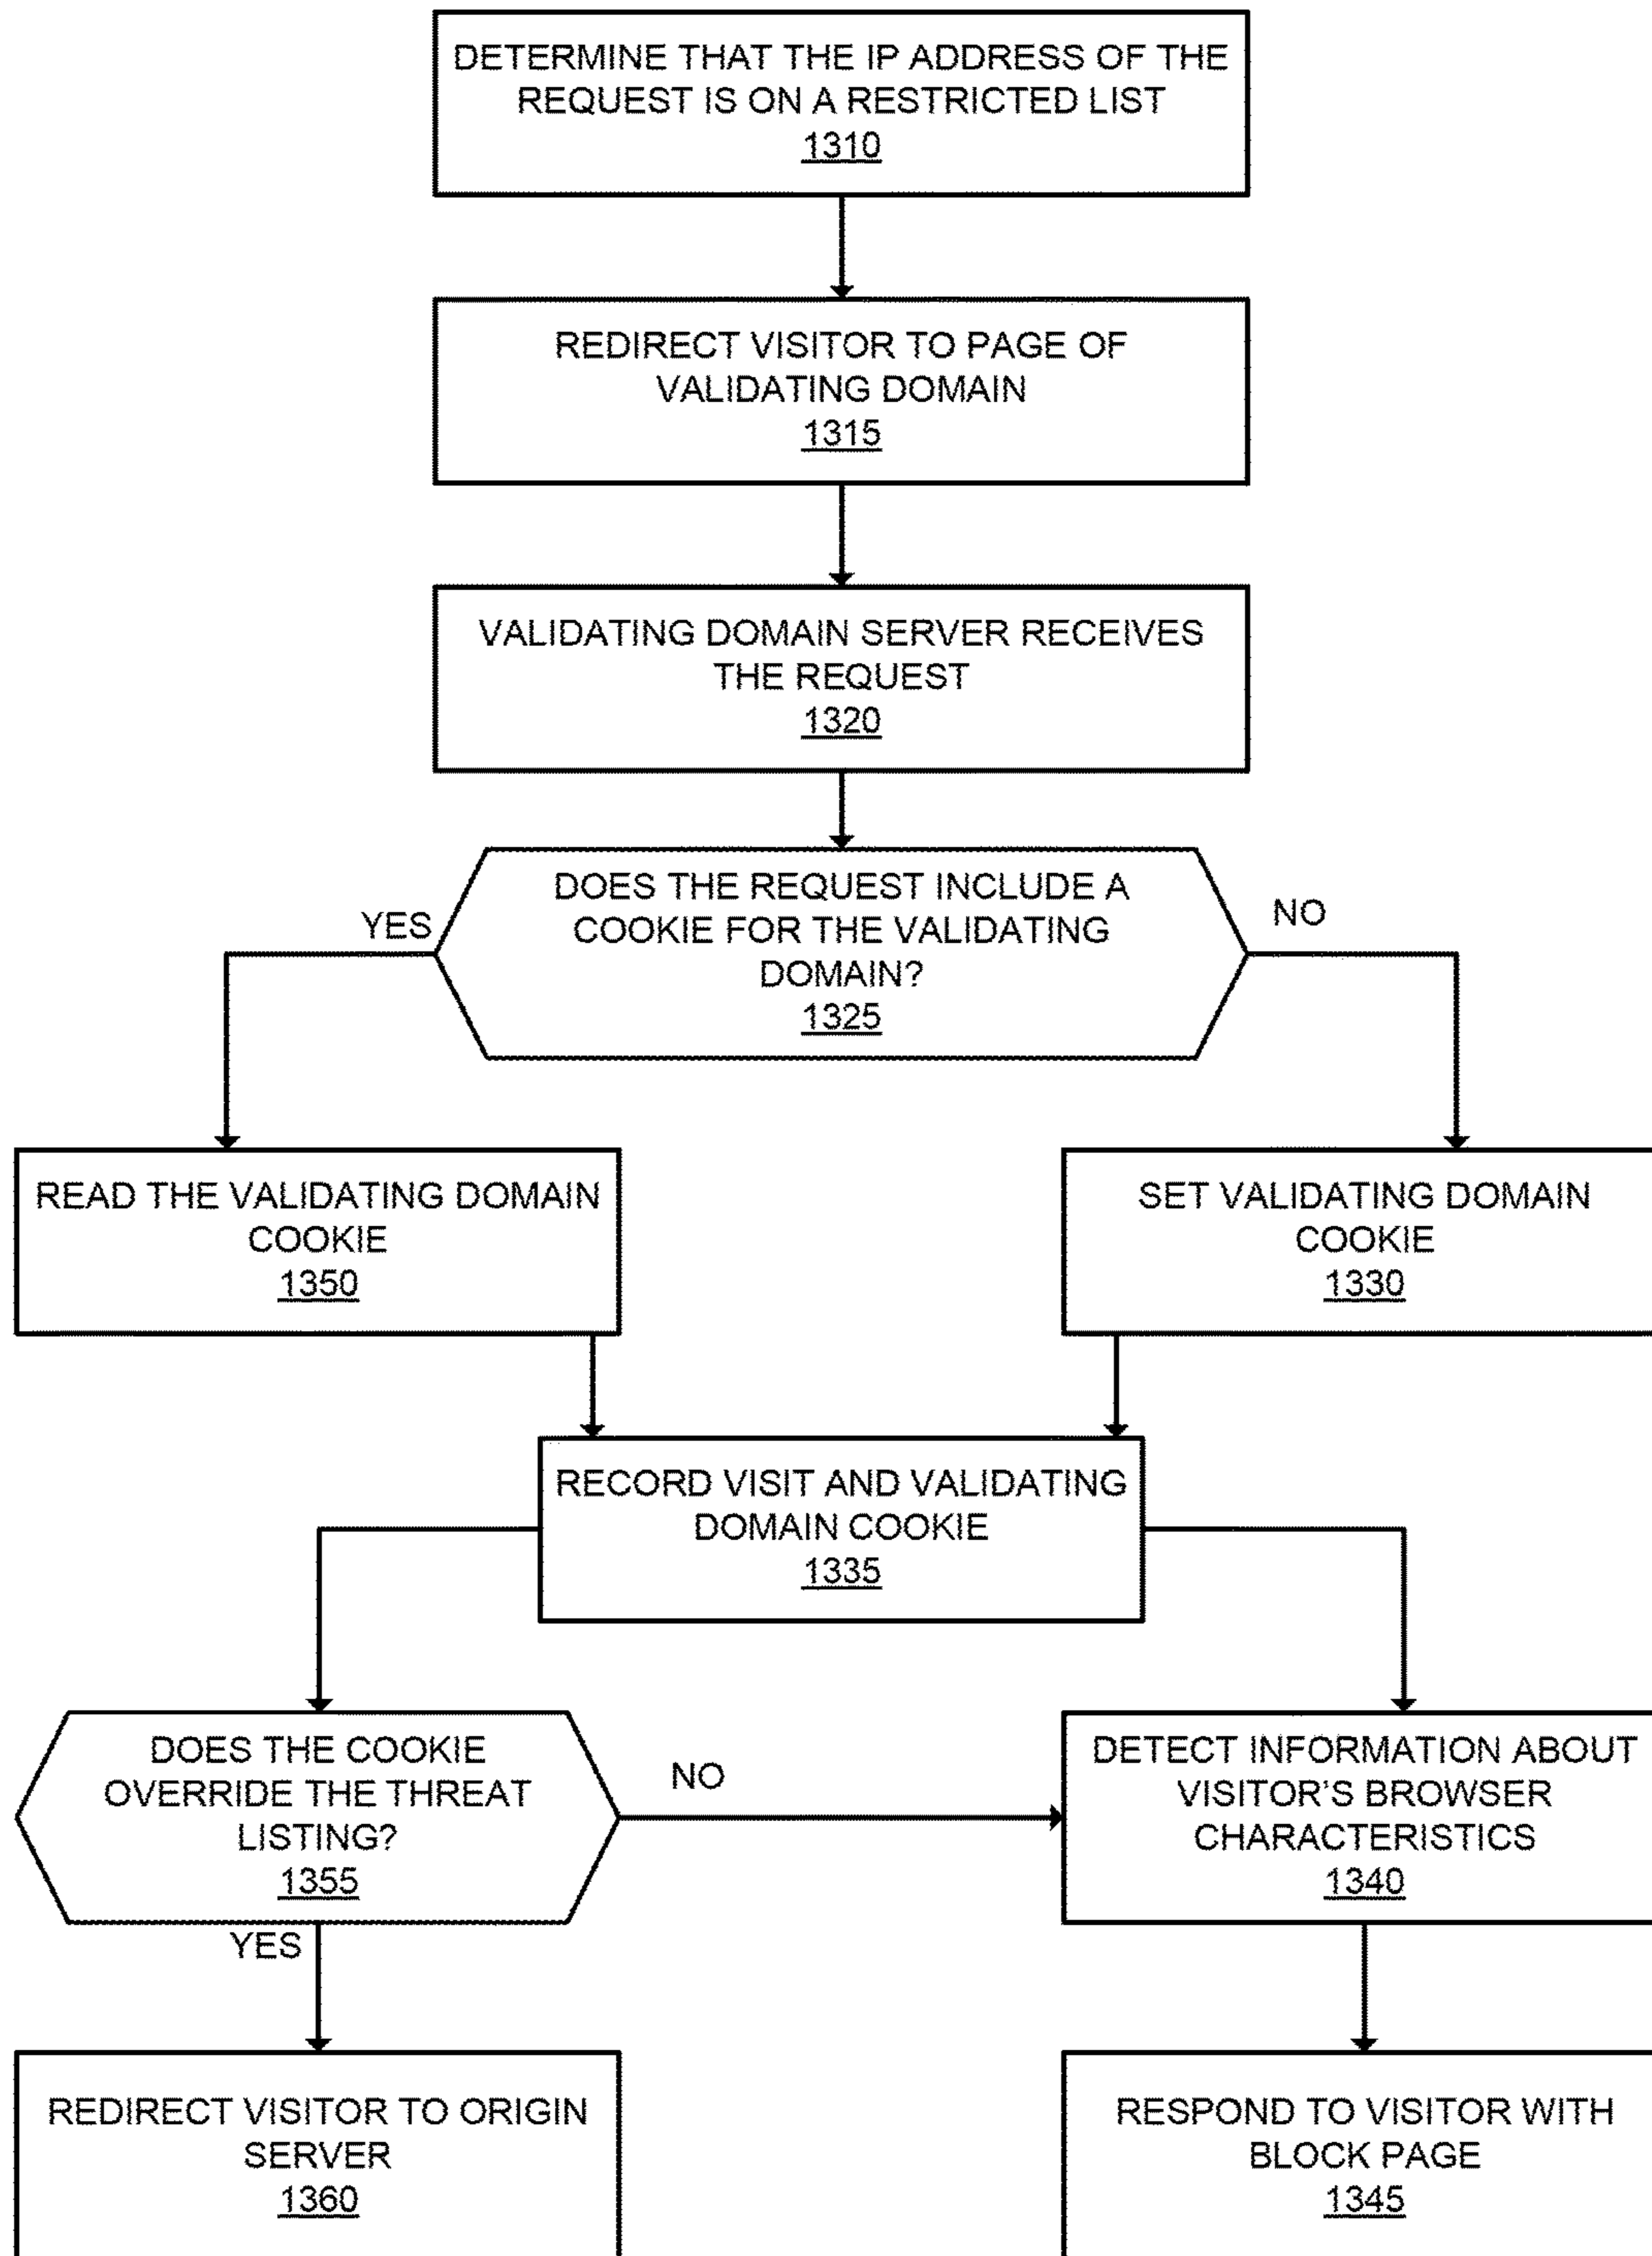 DETERMINE THAT THE IP ADDRESS OF THE
REQUEST IS ON A RESTRICTED LIST
1310
REDIRECT VISITOR TO PAGE OF
VALIDATING DOMAIN
1315
VALIDATING DOMAIN SERVER RECEIVES
THE REQUEST
1320
DOES THE REQUEST INCLUDE A
COOKIE FOR THE VALIDATING
DOMAIN?
1325
YES
NO
READ THE VALIDATING DOMAIN
COOKIE
1350
SET VALIDATING DOMAIN
COOKIE
1330
RECORD VISIT AND VALIDATING
DOMAIN COOKIE
1335
DOES THE COOKIE
OVERRIDE THE THREAT
LISTING?
1355
NO
YES
DETECT INFORMATION ABOUT
VISITOR'S BROWSER
CHARACTERISTICS
1340
REDIRECT VISITOR TO ORIGIN
SERVER
1360
RESPOND TO VISITOR WITH
BLOCK PAGE
1345